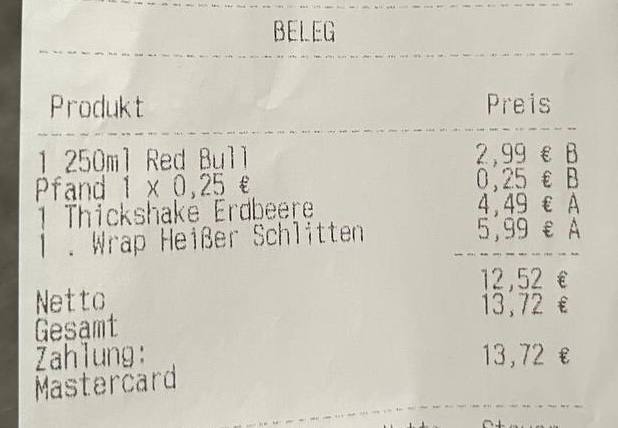 BELEG
Produkt Preis
1 250ml Red Bull 2,99 € B
Pfand 1 x 0,25 € 0,25 € B
1 Thickshake Erdbeere 4,49 € A
1 . Wrap Heißer Schlitten 5,99 € A
Netto 12,52 €
Gesamt 13,72 €
Zahlung:
Mastercard 13,72 €